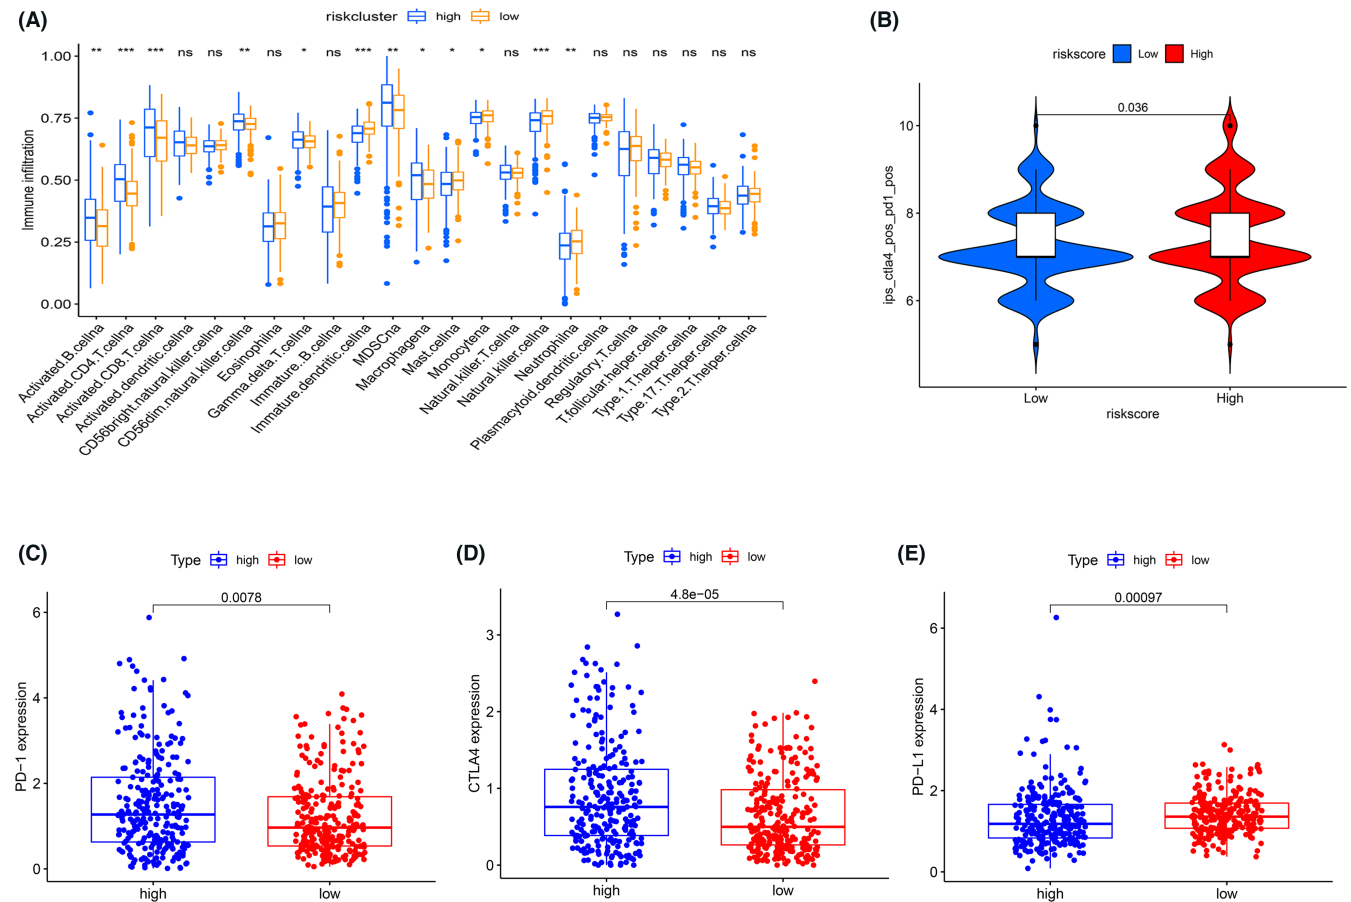 (A)
riskcluster high low
** *** *** ns ns ** ns * ns *** ** * * * ns *** ** ns ns ns ns ns ns
Immune infiltration
1.00
0.75
0.50
0.25
0.00
Activated.B.cellna
Activated.CD4.T.cellna
Activated.CD8.T.cellna
Activated.dendritic.cellna
CD56bright.natural.killer.cellna
CD56dim.natural.killer.cellna
Eosinophilna
Gamma.delta.T.cellna
Immature..B.cellna
Immature.dendritic.cellna
MDSCna
Macrophagena
Mast.cellna
Monocytena
Natural.killer.T.cellna
Natural.killer.cellna
Neutrophilna
Plasmacytoid.dendritic.cellna
Regulatory.T.cellna
T.follicular.helper.cellna
Type.1.T.helper.cellna
Type.17.T.helper.cellna
Type.2.T.helper.cellna
(B)
riskscore Low High
0.036
ips_ctla4_pos_pd1_pos
10
8
6
Low High
riskscore
(C)
Type high low
0.0078
PD−1 expression
6
4
2
0
high low
(D)
Type high low
4.8e−05
CTLA4 expression
3
2
1
0
high low
(E)
Type high low
0.00097
PD−L1 expression
6
4
2
0
high low